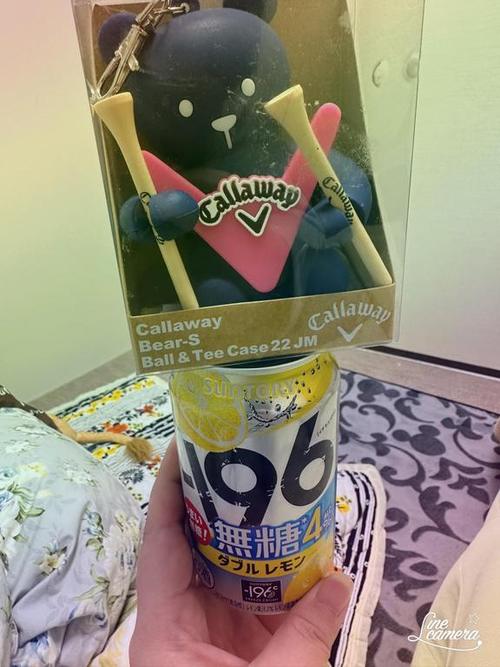 Callaway
Callaway
Callaway
Callaway
Bear-S
Ball & Tee Case 22 JM
Callaway
SUNTORY
-196
無糖
4
ダブルレモン
-196℃
Line
camera